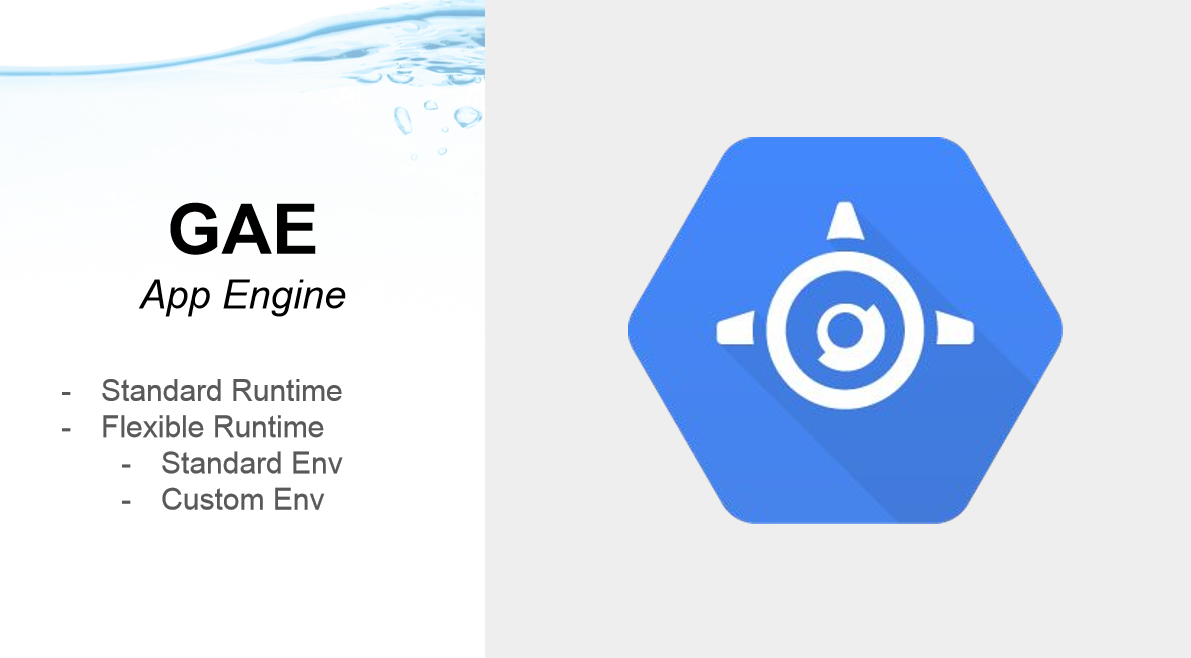 GAE
App Engine
- Standard Runtime
- Flexible Runtime
- Standard Env
- Custom Env